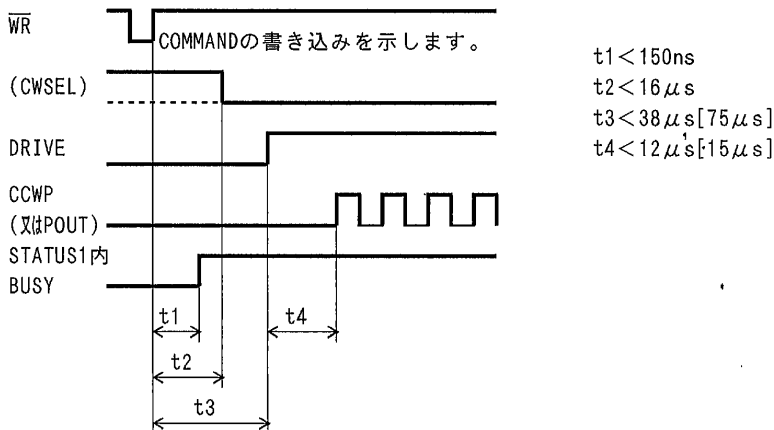 WR
COMMANDの書き込みを示します。
(CWSEL)
DRIVE
CCWP
(又はPOUT)
STATUS1内
BUSY
t1
t4
t2
t3
t1<150ns
t2<16μs
t3<38μs[75μs]
t4<12μs[15μs]